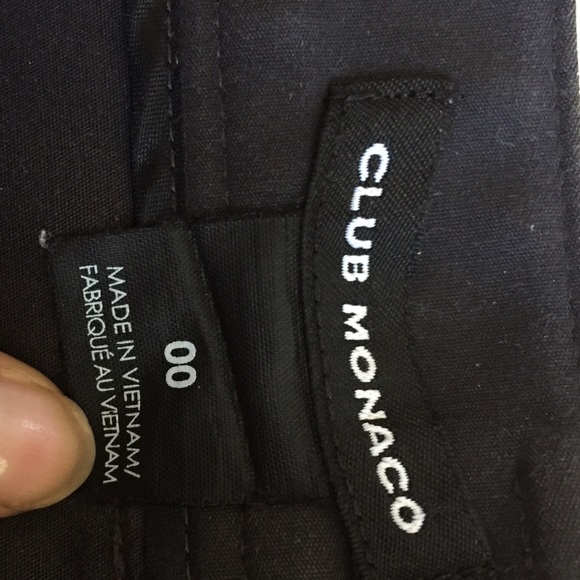 CLUB MONACO
00
MADE IN VIETNAM/
FABRIQUÉ AU VIETNAM